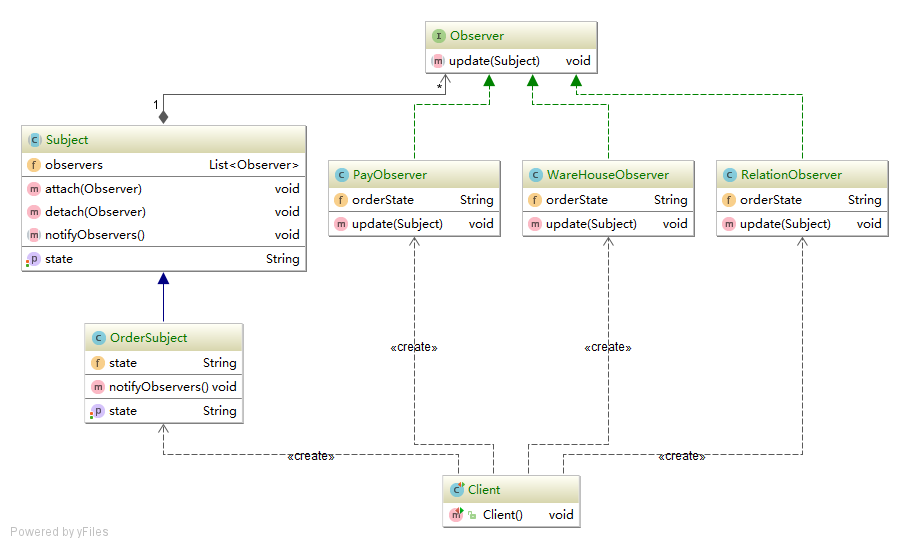 Observer
update(Subject) void
1
*
Subject
observers List<Observer>
attach(Observer) void
detach(Observer) void
notifyObservers() void
state String
PayObserver
orderState String
update(Subject) void
WareHouseObserver
orderState String
update(Subject) void
RelationObserver
orderState String
update(Subject) void
OrderSubject
state String
notifyObservers() void
state String
«create»
«create»
«create»
«create»
Client
Client() void
Powered by yFiles